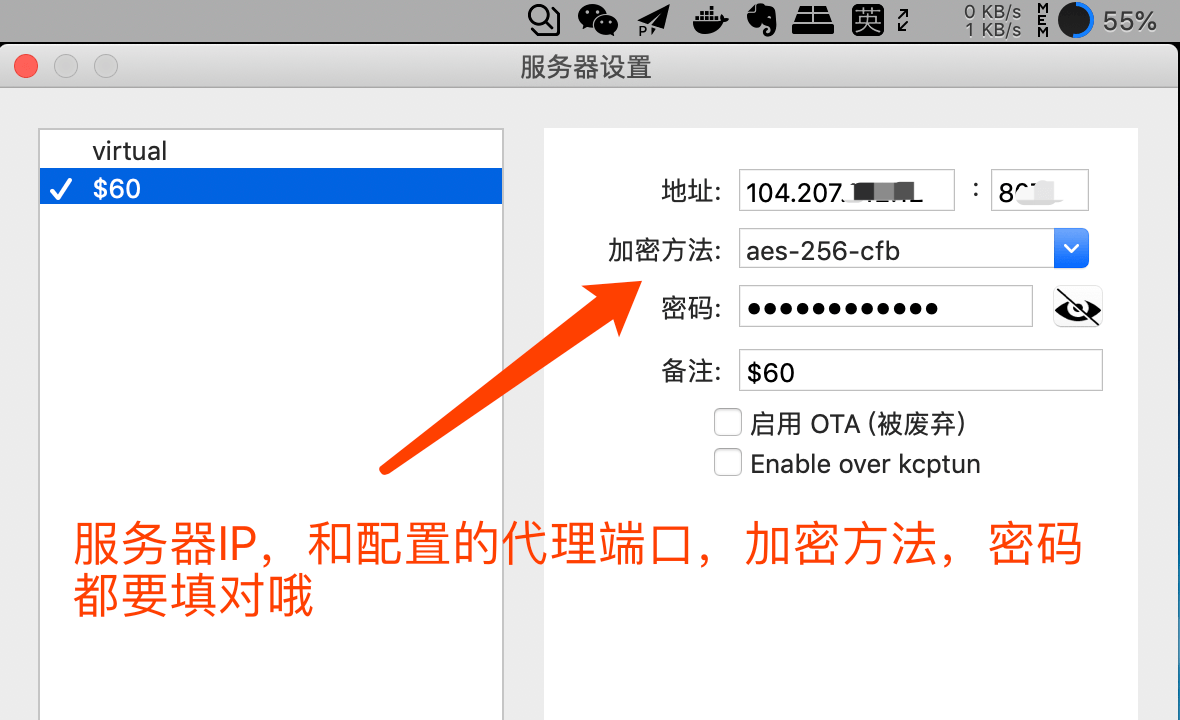 英
0 KB/s
1 KB/s
MEM
55%
P
服务器设置
virtual
$60
地址: 104.207. : 80
加密方法: aes-256-cfb
密码: ●●●●●●●●●●●●
备注: $60
启用 OTA (被废弃)
Enable over kcptun
服务器IP，和配置的代理端口，加密方法，密码
都要填对哦